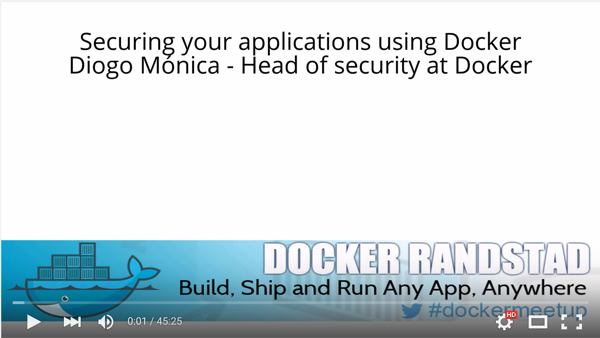 Securing your applications using Docker
Diogo Mónica - Head of security at Docker
DOCKER RANDSTAD
Build, Ship and Run Any App, Anywhere
#dockermeetup
0:01 / 45:25
HD